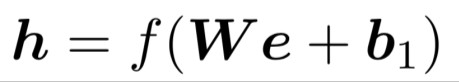 h = f(We + b₁)